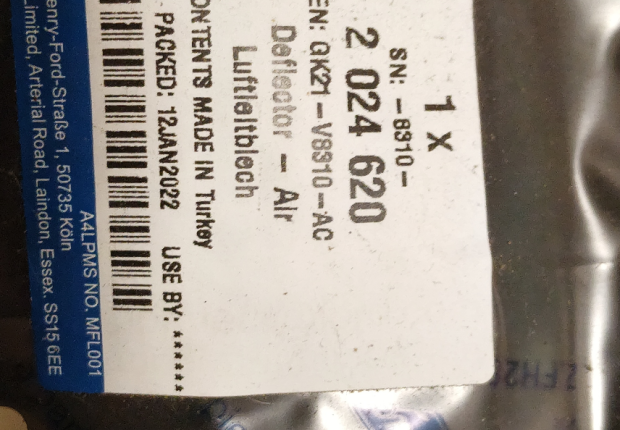 1 x
SN: -8310-
2 024 620
EN: GK21-V8310-AC
Deflector - Air
Luftleitblech
ONTENTS MADE IN Turkey
PACKED: 12JAN2022 USE BY: ******
A4LPMS NO. MFL001
enry-Ford-Straße 1, 50735 Köln
Limited, Arterial Road, Laindon, Essex. SS15 6EE